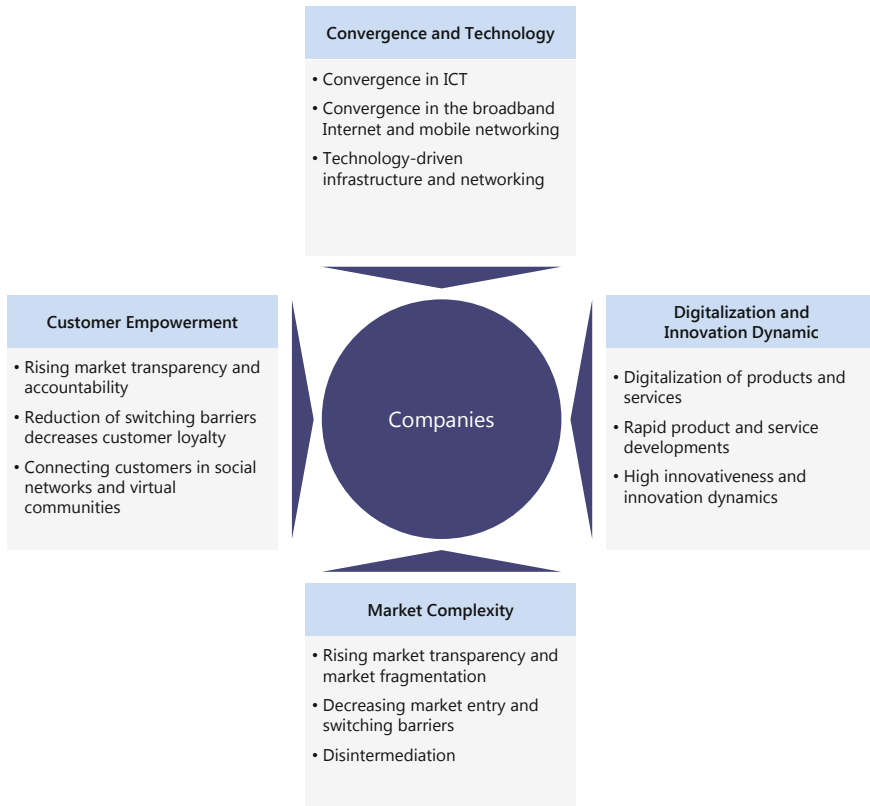 Convergence and Technology
• Convergence in ICT
• Convergence in the broadband
Internet and mobile networking
• Technology-driven
infrastructure and networking
Customer Empowerment
• Rising market transparency and
accountability
• Reduction of switching barriers
decreases customer loyalty
• Connecting customers in social
networks and virtual
communities
Companies
Digitalization and
Innovation Dynamic
• Digitalization of products and
services
• Rapid product and service
developments
• High innovativeness and
innovation dynamics
Market Complexity
• Rising market transparency and
market fragmentation
• Decreasing market entry and
switching barriers
• Disintermediation